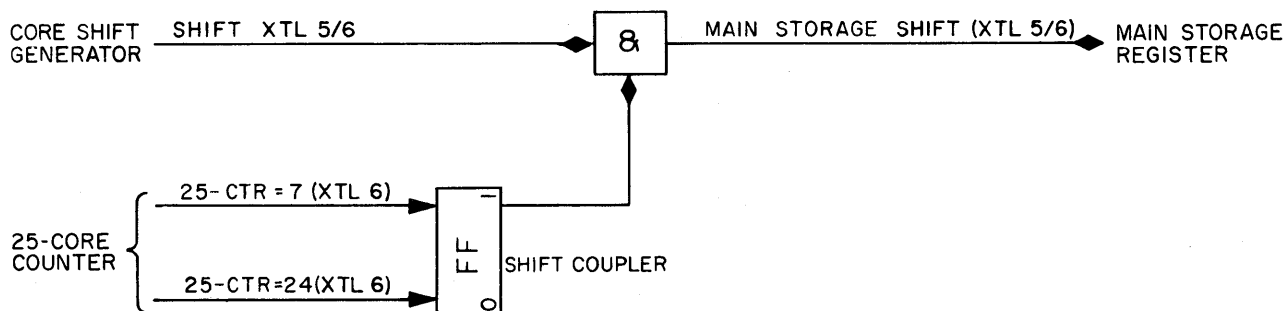 CORE SHIFT
GENERATOR
SHIFT XTL 5/6
&
MAIN STORAGE SHIFT (XTL 5/6)
MAIN STORAGE
REGISTER
25-CORE
COUNTER
25-CTR = 7 (XTL 6)
25-CTR=24(XTL 6)
1
FF
0
SHIFT COUPLER